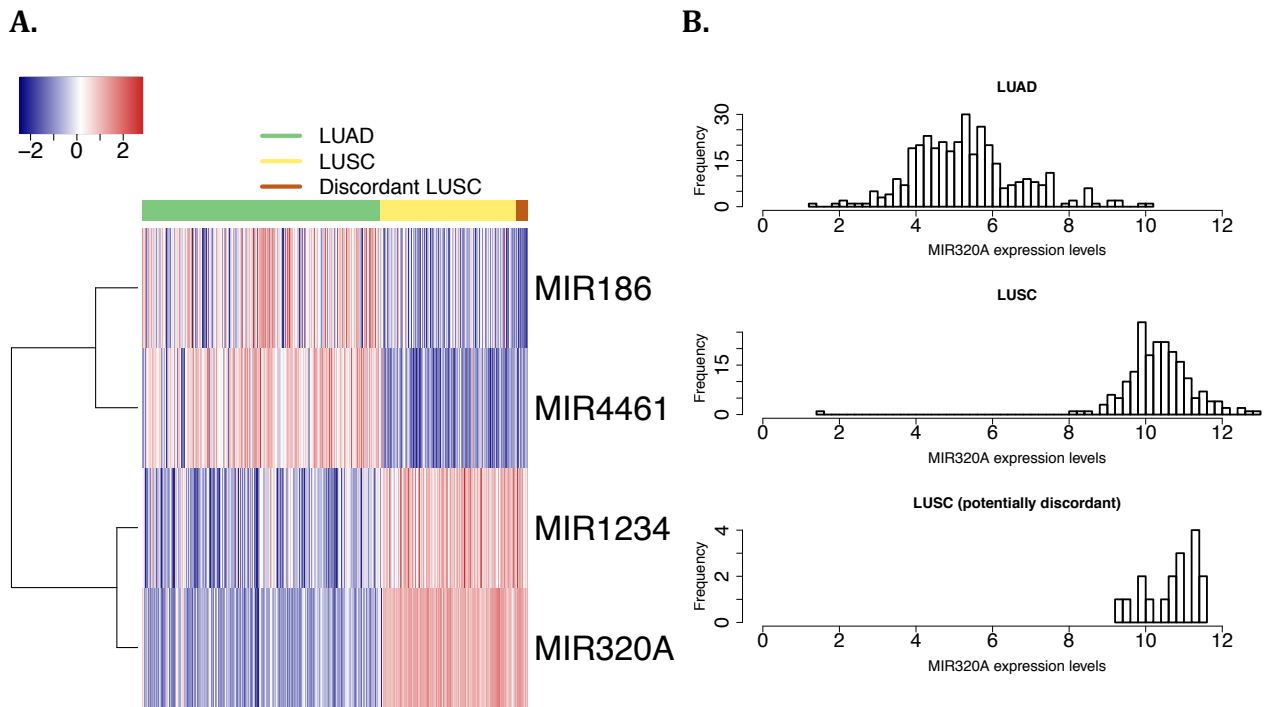 A.
−2 0 2
LUAD
LUSC
Discordant LUSC
MIR186
MIR4461
MIR1234
MIR320A
B.
LUAD
Frequency
0 15 30
0 2 4 6 8 10 12
MIR320A expression levels
LUSC
Frequency
0 15
0 2 4 6 8 10 12
MIR320A expression levels
LUSC (potentially discordant)
Frequency
0 2 4
0 2 4 6 8 10 12
MIR320A expression levels